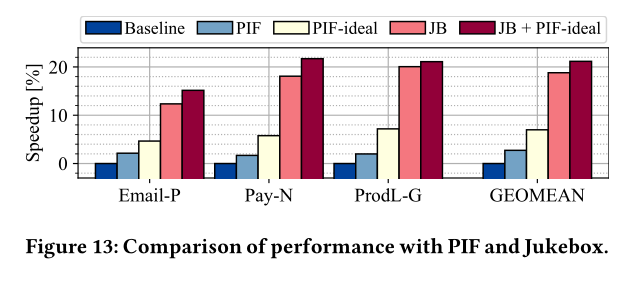 Baseline PIF PIF-ideal JB JB + PIF-ideal
Speedup [%]
20
10
0
Email-P Pay-N ProdL-G GEOMEAN
Figure 13: Comparison of performance with PIF and Jukebox.